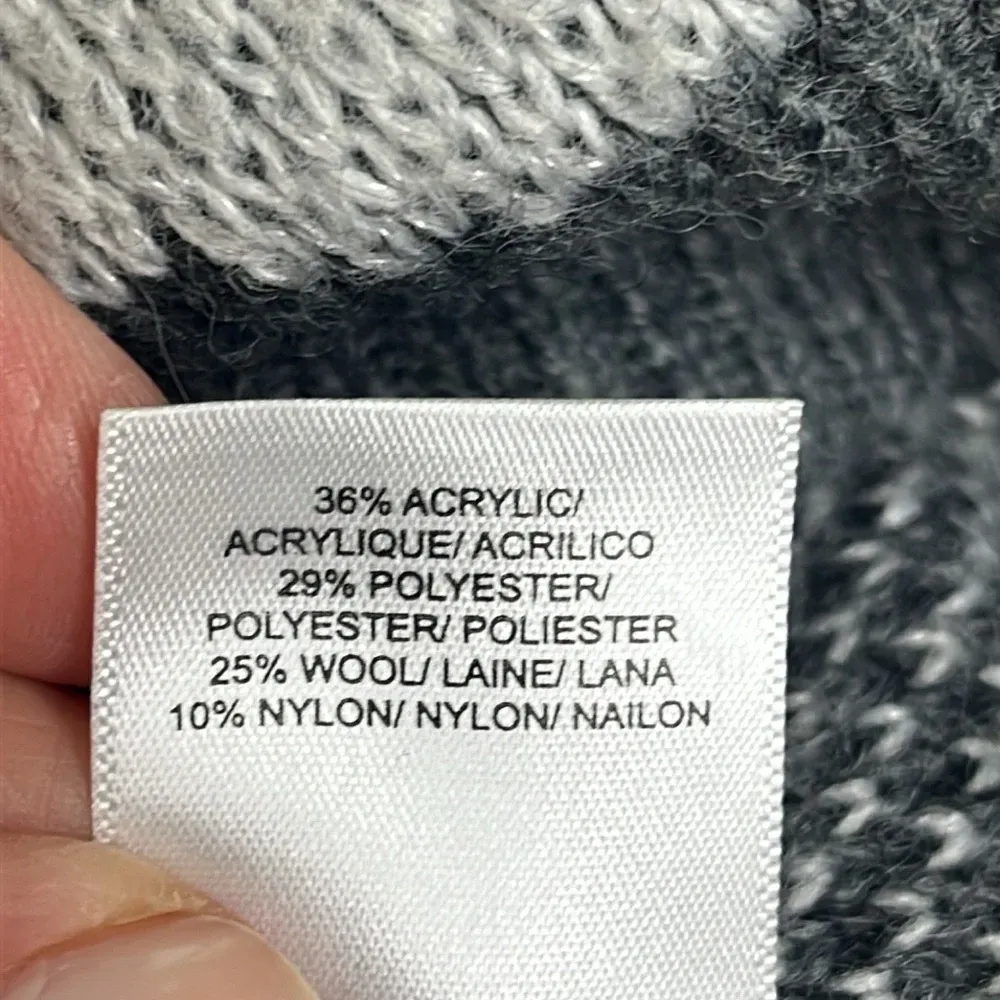 36% ACRYLIC/
ACRYLIQUE/ ACRILICO
29% POLYESTER/
POLYESTER/ POLIESTER
25% WOOL/ LAINE/ LANA
10% NYLON/ NYLON/ NAILON